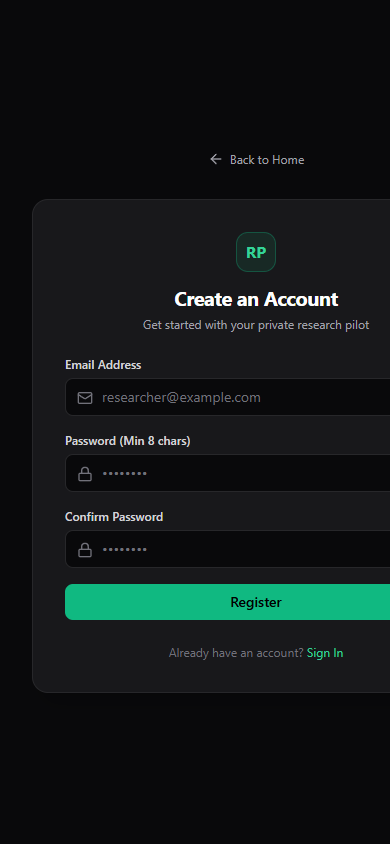 Back to Home
RP
Create an Account
Get started with your private research pilot
Email Address
researcher@example.com
Password (Min 8 chars)
••••••••
Confirm Password
••••••••
Register
Already have an account? Sign In